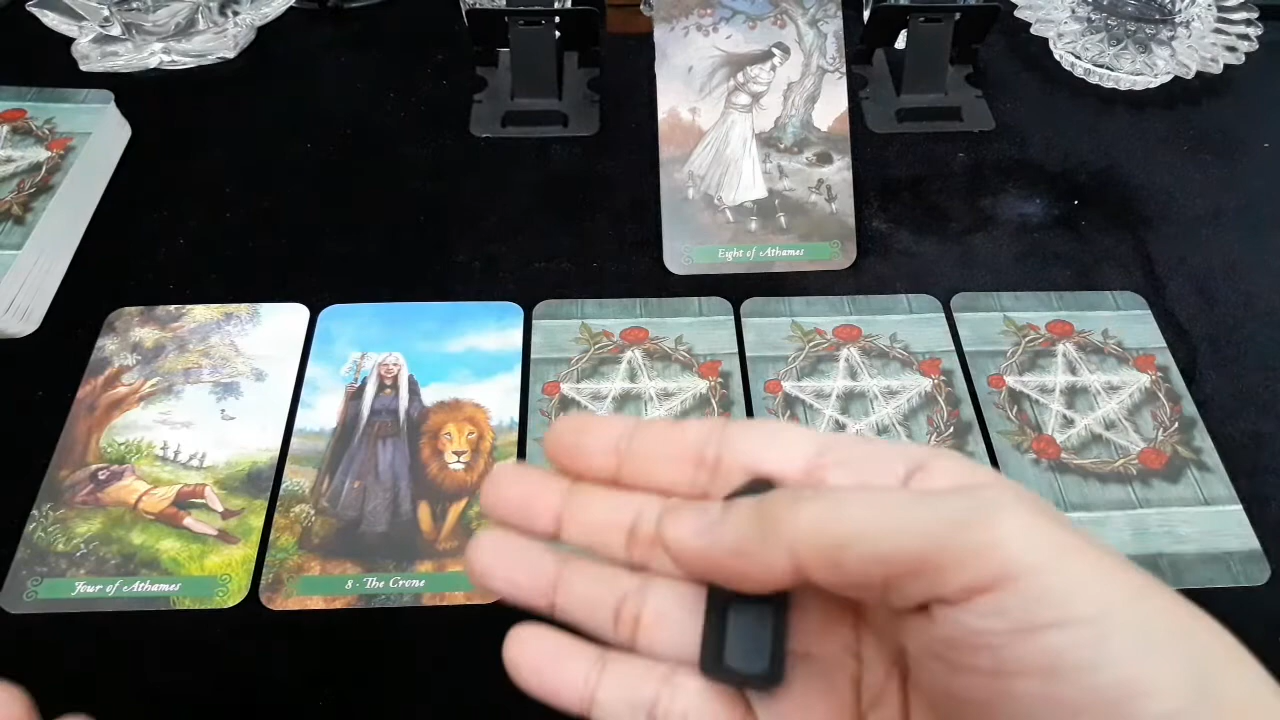 Eight of Athames
Four of Athames
8 · The Crone